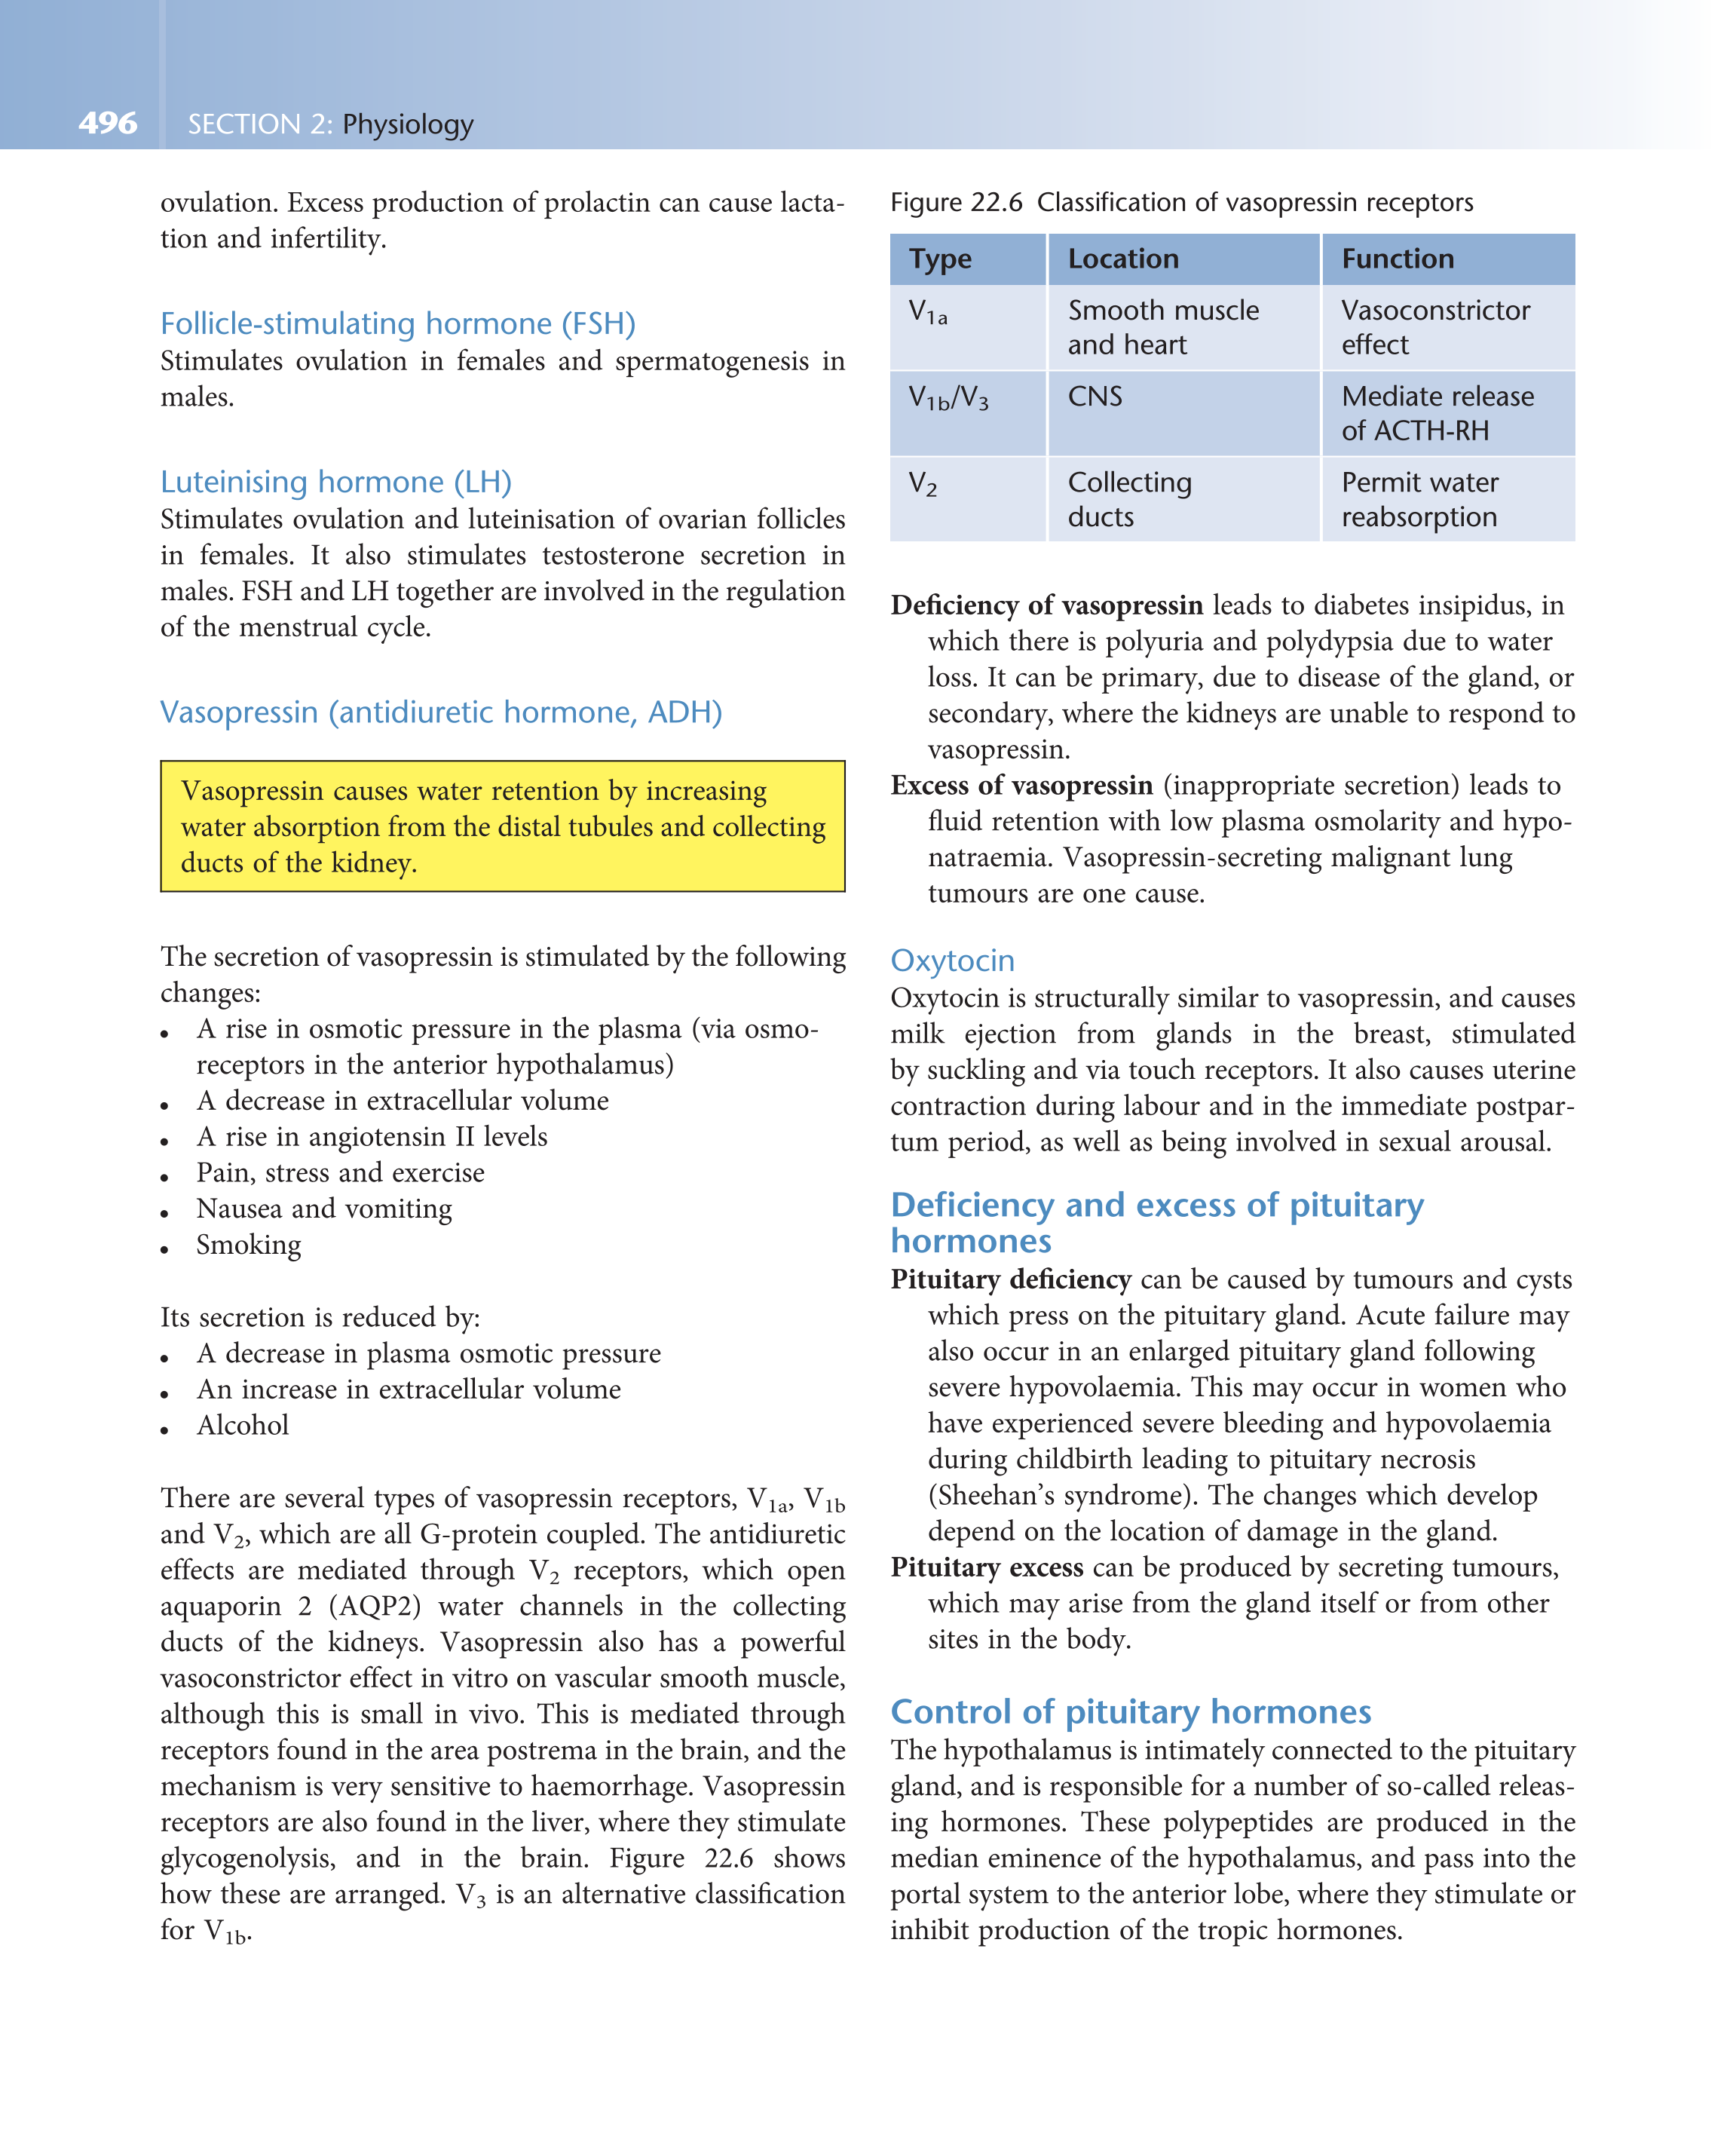 496 SECTION 2: Physiology
ovulation. Excess production of prolactin can cause lacta-
tion and infertility.
Follicle-stimulating hormone (FSH)
Stimulates ovulation in females and spermatogenesis in
males.
Luteinising hormone (LH)
Stimulates ovulation and luteinisation of ovarian follicles
in females. It also stimulates testosterone secretion in
males. FSH and LH together are involved in the regulation
of the menstrual cycle.
Vasopressin (antidiuretic hormone, ADH)
Vasopressin causes water retention by increasing
water absorption from the distal tubules and collecting
ducts of the kidney.
The secretion of vasopressin is stimulated by the following
changes:
• A rise in osmotic pressure in the plasma (via osmo-
receptors in the anterior hypothalamus)
• A decrease in extracellular volume
• A rise in angiotensin II levels
• Pain, stress and exercise
• Nausea and vomiting
• Smoking
Its secretion is reduced by:
• A decrease in plasma osmotic pressure
• An increase in extracellular volume
• Alcohol
There are several types of vasopressin receptors, V1a, V1b
and V2, which are all G-protein coupled. The antidiuretic
effects are mediated through V2 receptors, which open
aquaporin 2 (AQP2) water channels in the collecting
ducts of the kidneys. Vasopressin also has a powerful
vasoconstrictor effect in vitro on vascular smooth muscle,
although this is small in vivo. This is mediated through
receptors found in the area postrema in the brain, and the
mechanism is very sensitive to haemorrhage. Vasopressin
receptors are also found in the liver, where they stimulate
glycogenolysis, and in the brain. Figure 22.6 shows
how these are arranged. V3 is an alternative classification
for V1b.
Figure 22.6 Classification of vasopressin receptors
Type Location Function
V1a Smooth muscle Vasoconstrictor
and heart effect
V1b/V3 CNS Mediate release
of ACTH-RH
V2 Collecting Permit water
ducts reabsorption
Deficiency of vasopressin leads to diabetes insipidus, in
which there is polyuria and polydypsia due to water
loss. It can be primary, due to disease of the gland, or
secondary, where the kidneys are unable to respond to
vasopressin.
Excess of vasopressin (inappropriate secretion) leads to
fluid retention with low plasma osmolarity and hypo-
natraemia. Vasopressin-secreting malignant lung
tumours are one cause.
Oxytocin
Oxytocin is structurally similar to vasopressin, and causes
milk ejection from glands in the breast, stimulated
by suckling and via touch receptors. It also causes uterine
contraction during labour and in the immediate postpar-
tum period, as well as being involved in sexual arousal.
Deficiency and excess of pituitary
hormones
Pituitary deficiency can be caused by tumours and cysts
which press on the pituitary gland. Acute failure may
also occur in an enlarged pituitary gland following
severe hypovolaemia. This may occur in women who
have experienced severe bleeding and hypovolaemia
during childbirth leading to pituitary necrosis
(Sheehan’s syndrome). The changes which develop
depend on the location of damage in the gland.
Pituitary excess can be produced by secreting tumours,
which may arise from the gland itself or from other
sites in the body.
Control of pituitary hormones
The hypothalamus is intimately connected to the pituitary
gland, and is responsible for a number of so-called releas-
ing hormones. These polypeptides are produced in the
median eminence of the hypothalamus, and pass into the
portal system to the anterior lobe, where they stimulate or
inhibit production of the tropic hormones.